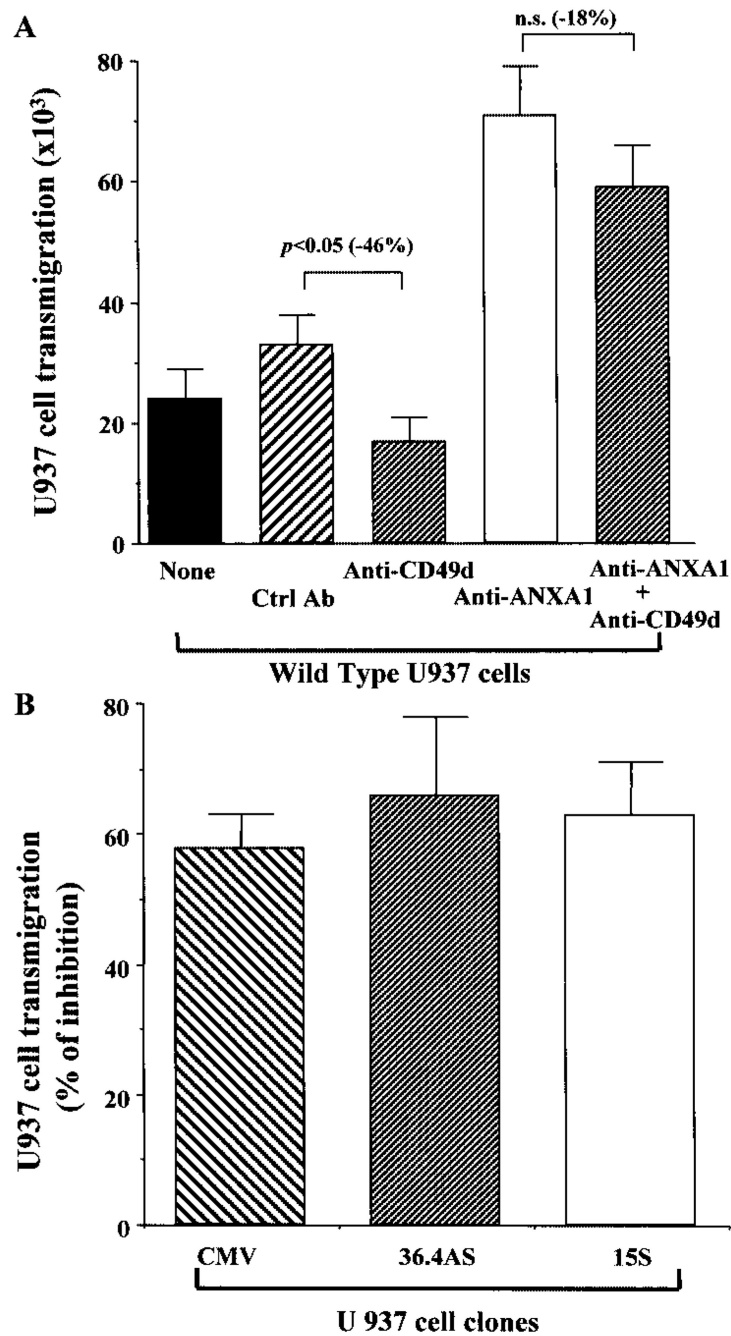 A
n.s. (-18%)
80
60
40
20
0
U937 cell transmigration (x10³)
p<0.05 (-46%)
None
Ctrl Ab
Anti-CD49d
Anti-ANXA1
Anti-ANXA1
+
Anti-CD49d
Wild Type U937 cells
B
80
60
40
20
0
U937 cell transmigration
(% of inhibition)
CMV
36.4AS
15S
U 937 cell clones